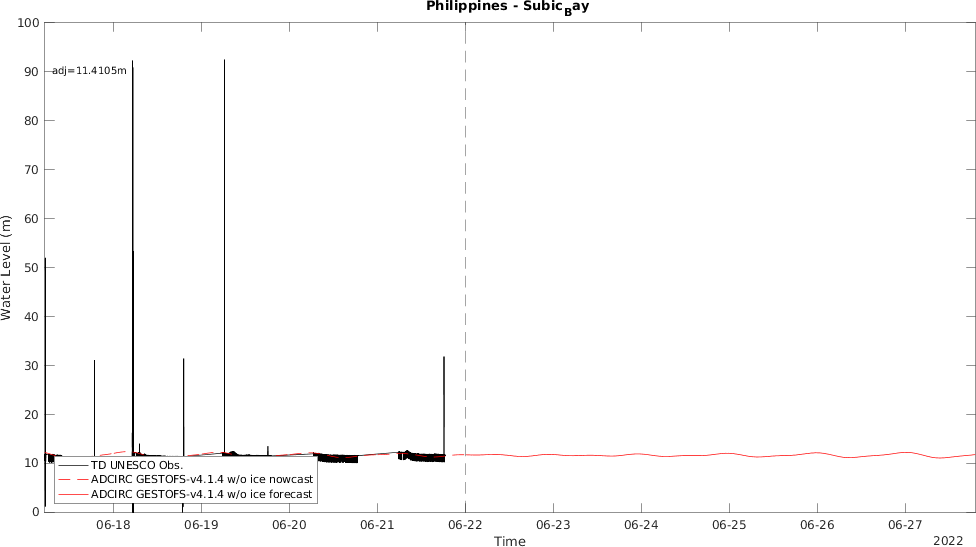 Philippines - Subic_Bay
100
90
80
70
60
50
40
30
20
10
0
Water Level (m)
adj=11.4105m
TD UNESCO Obs.
ADCIRC GESTOFS-v4.1.4 w/o ice nowcast
ADCIRC GESTOFS-v4.1.4 w/o ice forecast
06-18 06-19 06-20 06-21 06-22 06-23 06-24 06-25 06-26 06-27
Time
2022